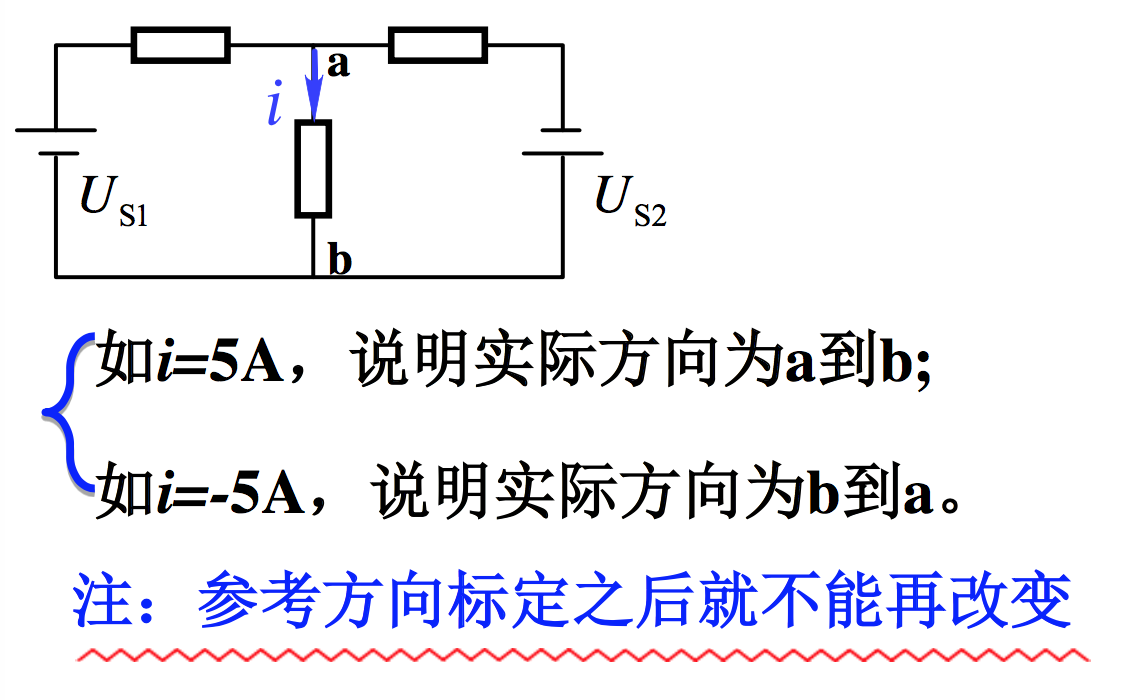 a
i
U S1
U S2
b
如i=5A，说明实际方向为a到b;
如i=-5A，说明实际方向为b到a。
注：参考方向标定之后就不能再改变